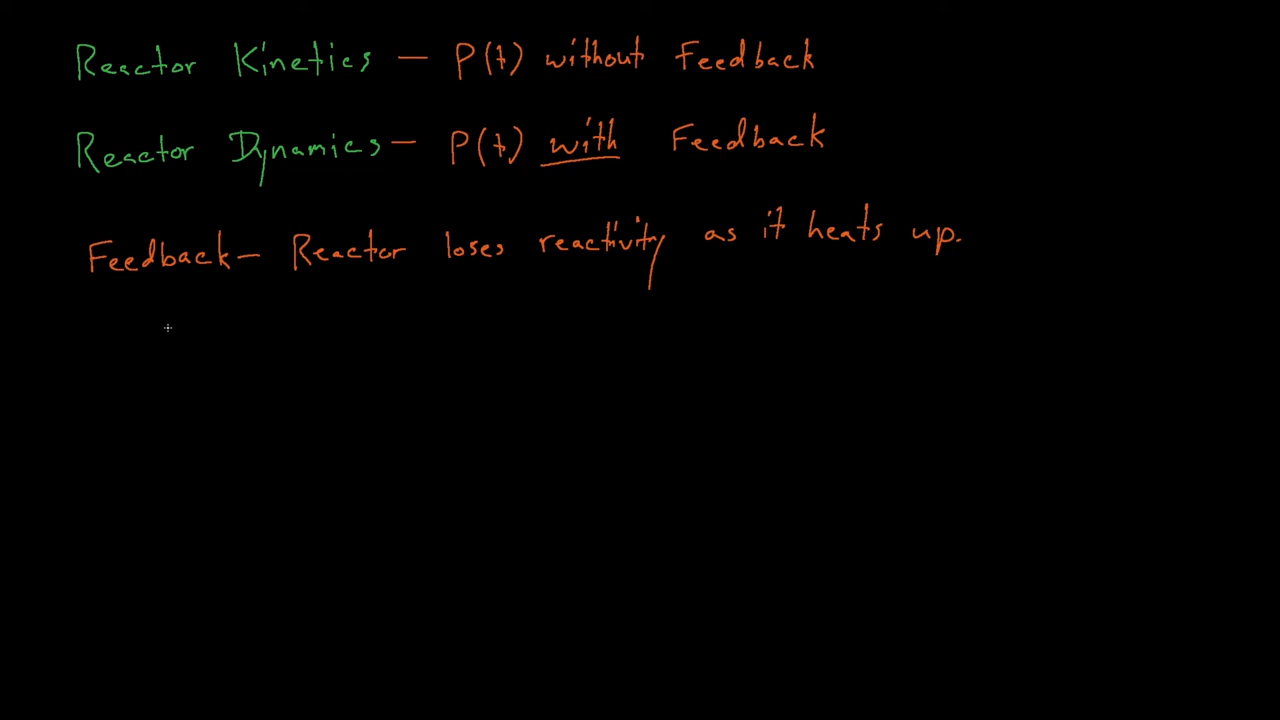 Reactor Kinetics — P(t) without Feedback
Reactor Dynamics — P(t) with Feedback
Feedback — Reactor loses reactivity as it heats up.